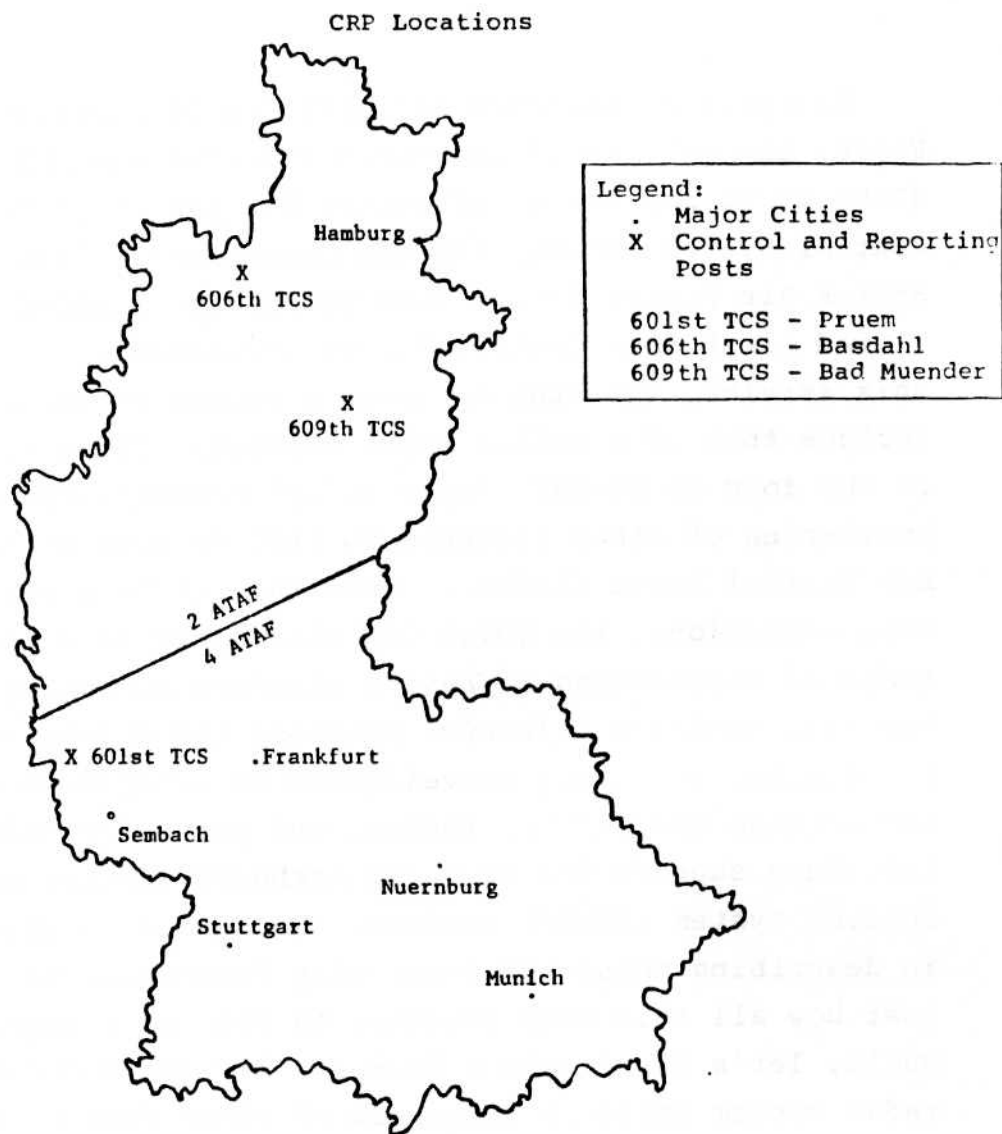 CRP Locations
Hamburg
X
606th TCS
X
609th TCS
Legend:
. Major Cities
X Control and Reporting
Posts
601st TCS - Pruem
606th TCS - Basdahl
609th TCS - Bad Muender
2 ATAF
4 ATAF
X 601st TCS
Frankfurt
Sembach
Nuernburg
Stuttgart
Munich